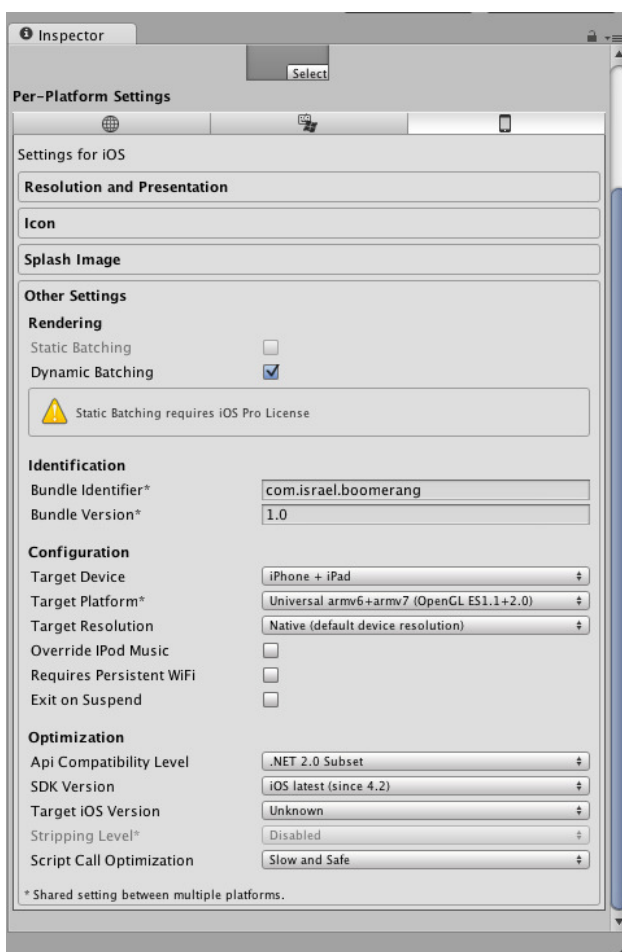 Inspector
Select
Per-Platform Settings
Settings for iOS
Resolution and Presentation
Icon
Splash Image
Other Settings
Rendering
Static Batching
Dynamic Batching
Static Batching requires iOS Pro License
Identification
Bundle Identifier* com.israel.boomerang
Bundle Version* 1.0
Configuration
Target Device iPhone + iPad
Target Platform* Universal armv6+armv7 (OpenGL ES1.1+2.0)
Target Resolution Native (default device resolution)
Override IPod Music
Requires Persistent WiFi
Exit on Suspend
Optimization
Api Compatibility Level .NET 2.0 Subset
SDK Version iOS latest (since 4.2)
Target iOS Version Unknown
Stripping Level* Disabled
Script Call Optimization Slow and Safe
* Shared setting between multiple platforms.